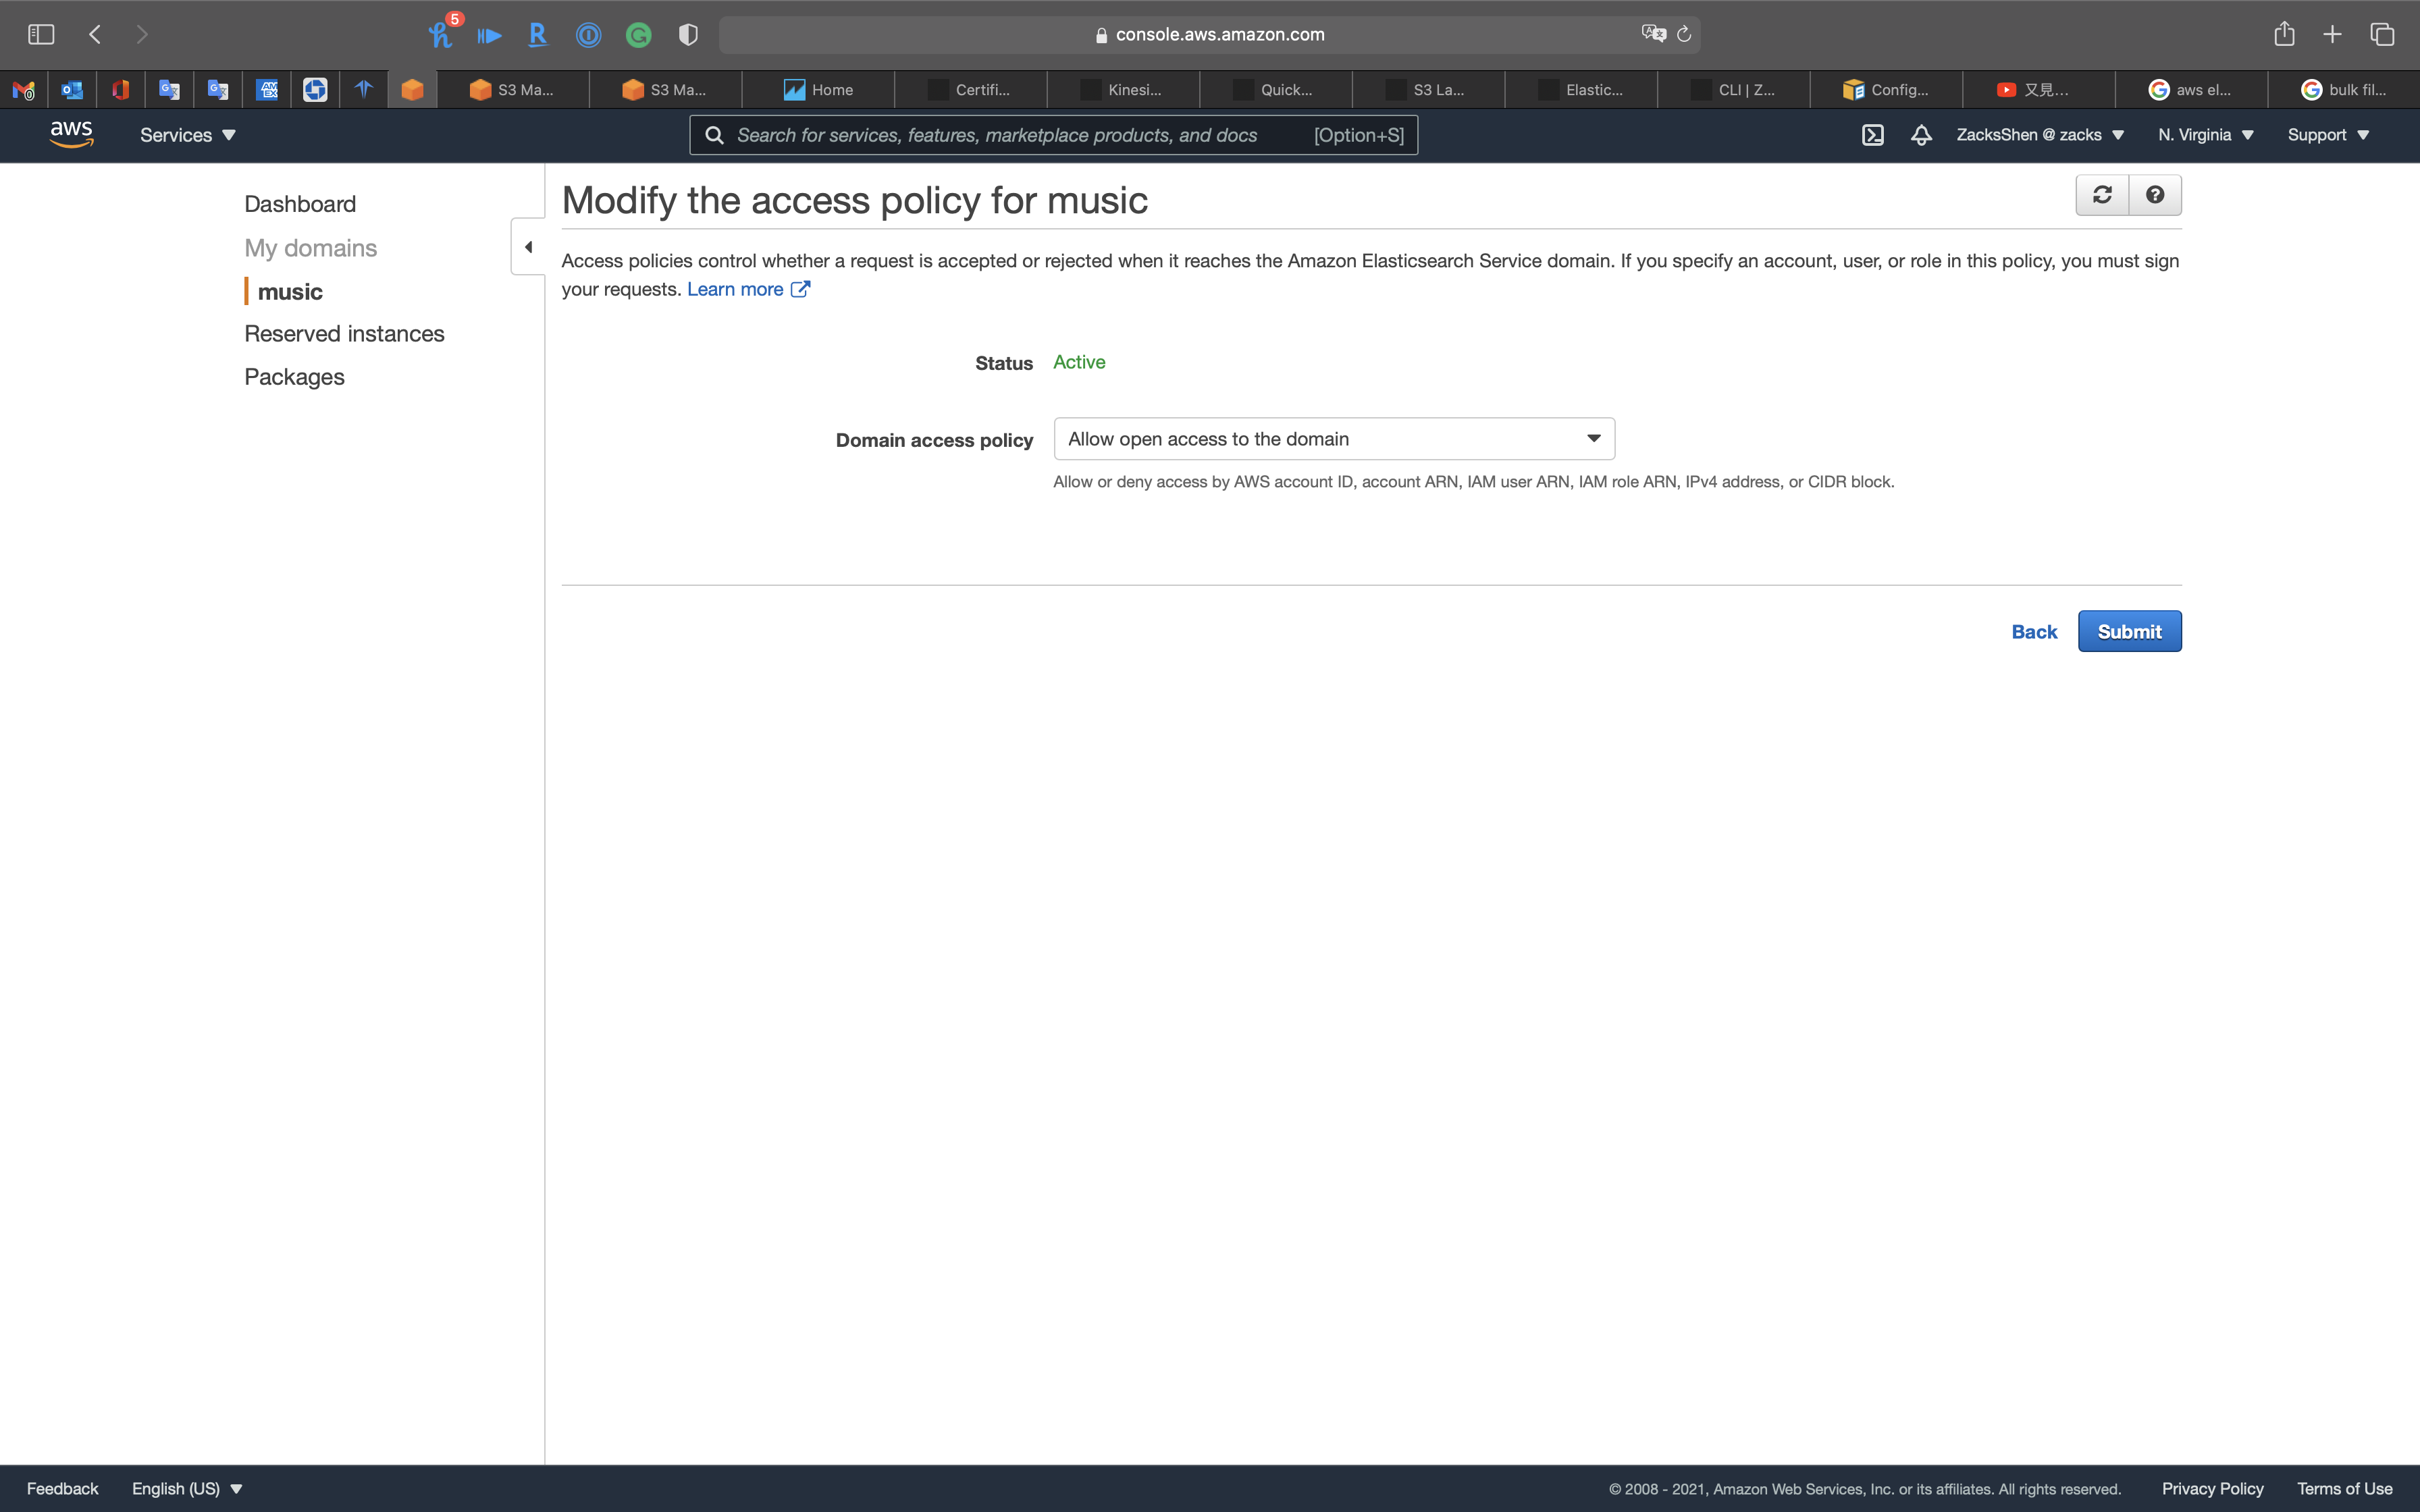 5
console.aws.amazon.com
S3 Ma...
S3 Ma...
Home
Certifi...
Kinesi...
Quick...
S3 La...
Elastic...
CLI | Z...
Config...
又見...
aws el...
bulk fil...
aws
Services
Search for services, features, marketplace products, and docs
[Option+S]
ZacksShen @ zacks
N. Virginia
Support
Dashboard
My domains
music
Reserved instances
Packages
Modify the access policy for music
Access policies control whether a request is accepted or rejected when it reaches the Amazon Elasticsearch Service domain. If you specify an account, user, or role in this policy, you must sign
your requests. Learn more
Status Active
Domain access policy Allow open access to the domain
Allow or deny access by AWS account ID, account ARN, IAM user ARN, IAM role ARN, IPv4 address, or CIDR block.
Back Submit
Feedback
English (US)
© 2008 - 2021, Amazon Web Services, Inc. or its affiliates. All rights reserved.
Privacy Policy
Terms of Use